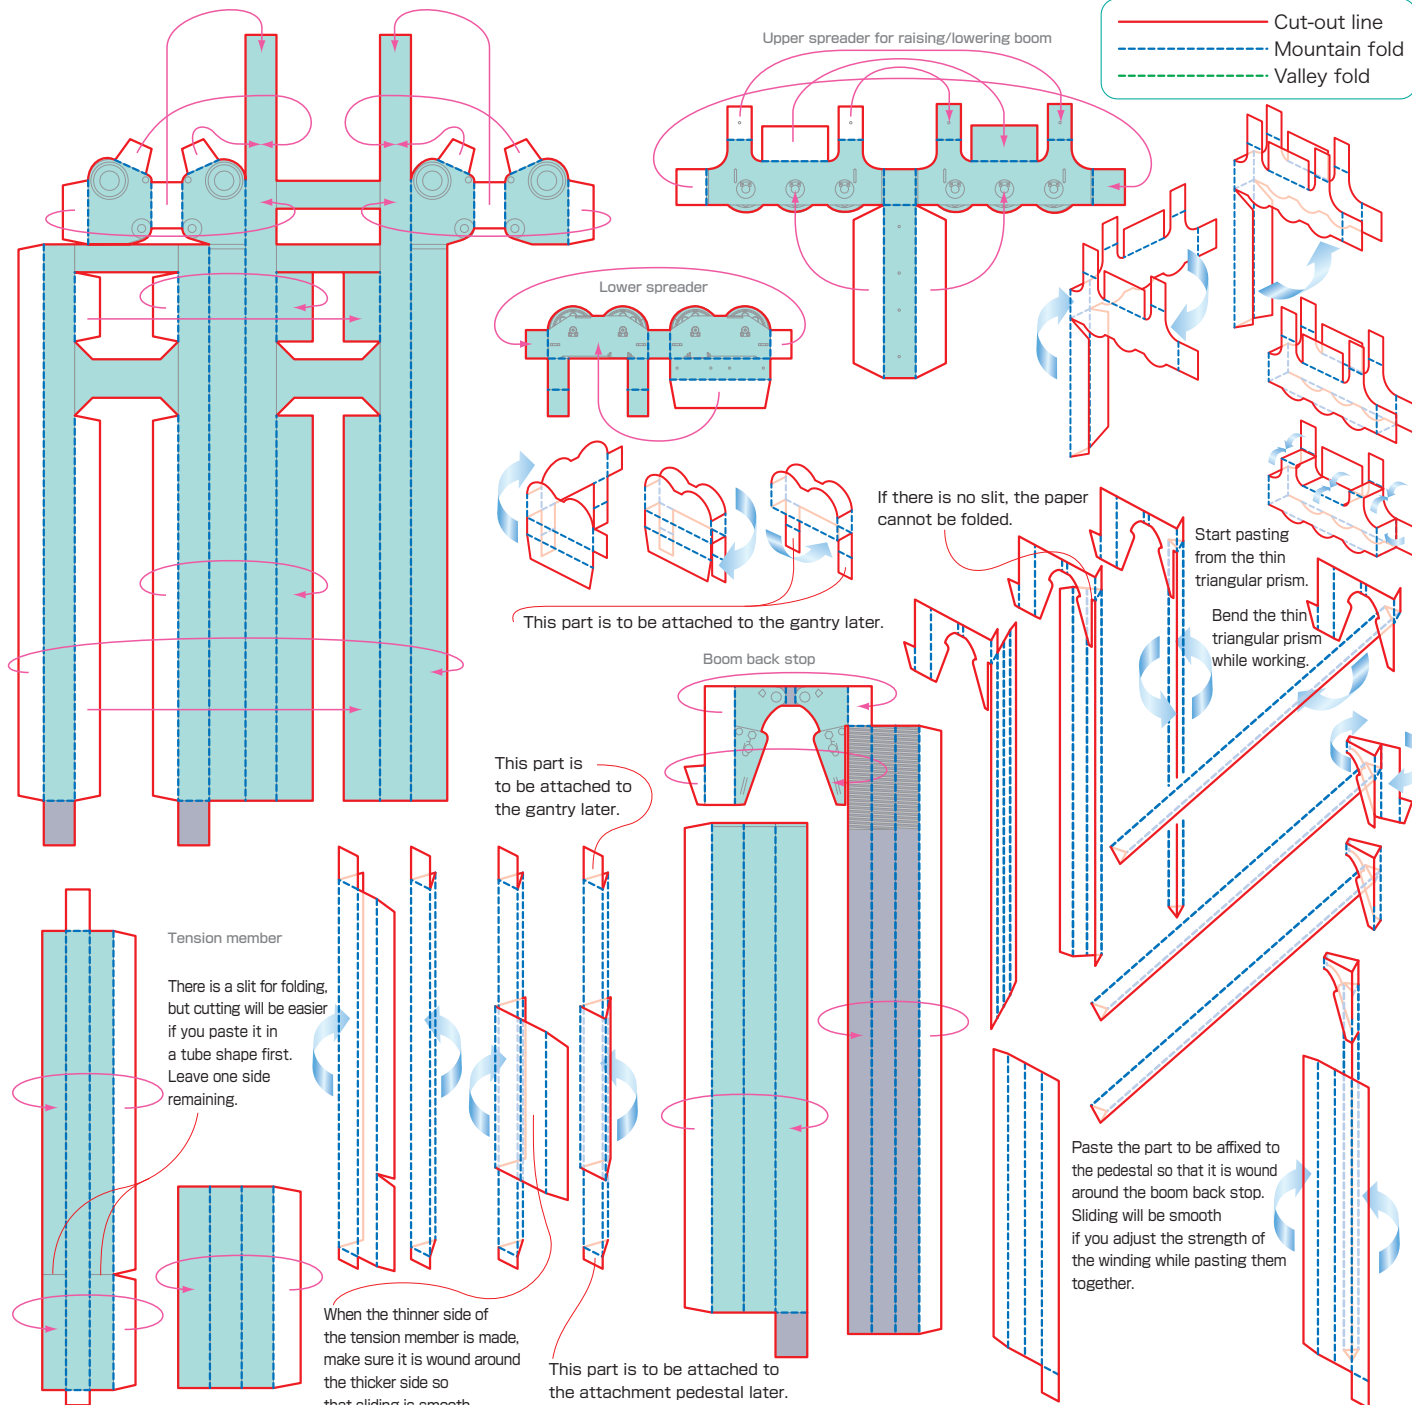 Cut-out line
Mountain fold
Valley fold
Upper spreader for raising/lowering boom
Lower spreader
If there is no slit, the paper
cannot be folded.
Start pasting
from the thin
triangular prism.
Bend the thin
triangular prism
while working.
This part is to be attached to the gantry later.
Boom back stop
This part is
to be attached to
the gantry later.
Tension member
There is a slit for folding,
but cutting will be easier
if you paste it in
a tube shape first.
Leave one side
remaining.
Paste the part to be affixed to
the pedestal so that it is wound
around the boom back stop.
Sliding will be smooth
if you adjust the strength of
the winding while pasting them
together.
When the thinner side of
the tension member is made,
make sure it is wound around
the thicker side so
that sliding is smooth
This part is to be attached to
the attachment pedestal later.